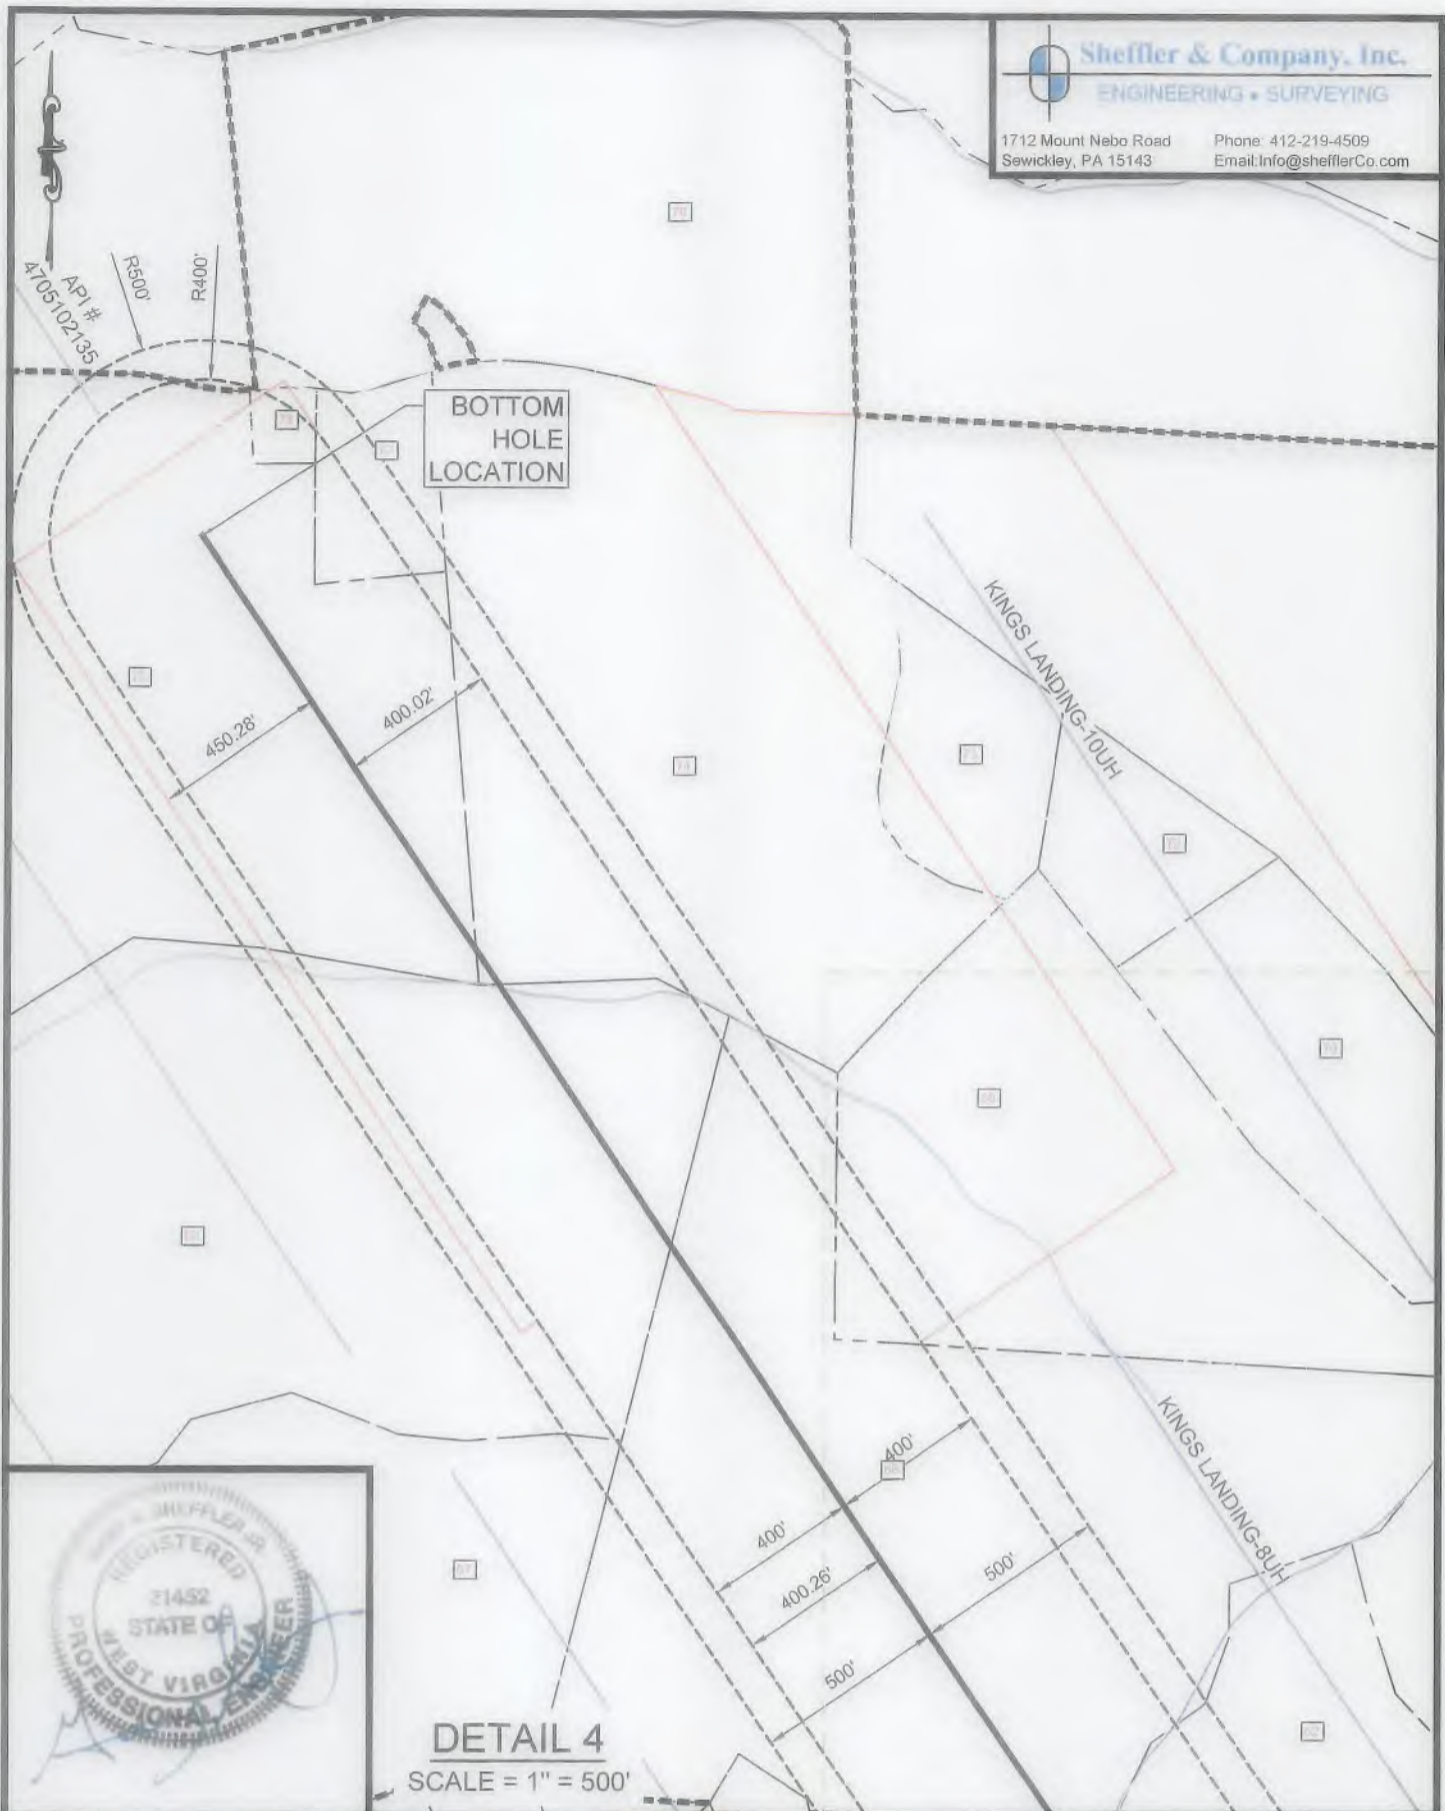 Sheffler & Company, Inc.
ENGINEERING • SURVEYING
1712 Mount Nebo Road Phone: 412-219-4509
Sewickley, PA 15143 Email:Info@shefflerCo.com
API #
4705102135
R500'
R400'
BOTTOM
HOLE
LOCATION
450.28'
400.02'
KINGS LANDING-10UH
400'
400'
400.26'
500'
500'
KINGS LANDING-8UH
SHEFFLER JR
REGISTERED
21452
STATE OF
WEST VIRGINIA
PROFESSIONAL ENGINEER
DETAIL 4
SCALE = 1" = 500'